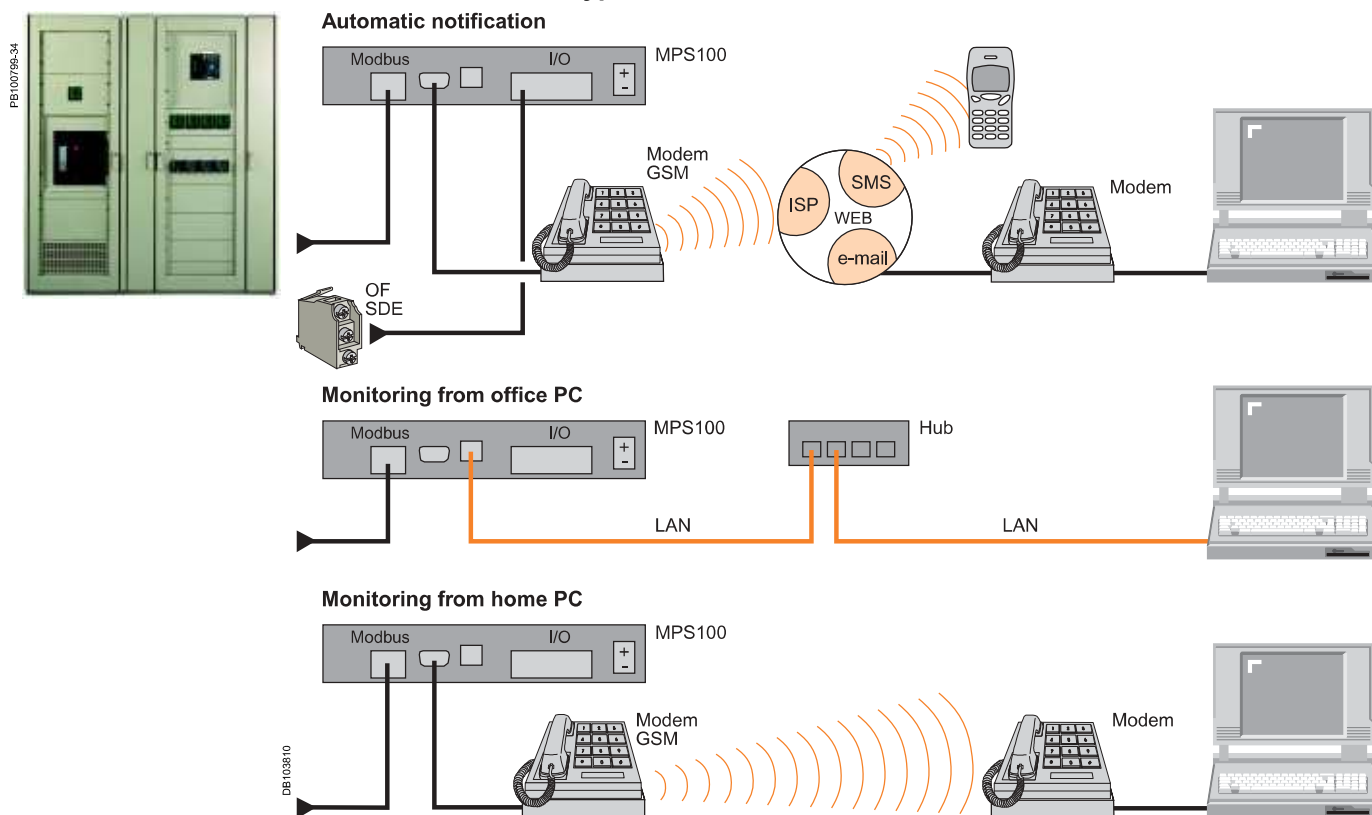 Automatic notification
PB100799-34
Modbus
I/O
MPS100
+
-
Modem
GSM
ISP
SMS
WEB
e-mail
Modem
OF
SDE
Monitoring from office PC
Modbus
I/O
MPS100
+
-
Hub
LAN
LAN
Monitoring from home PC
Modbus
I/O
MPS100
+
-
Modem
GSM
Modem
DB103810